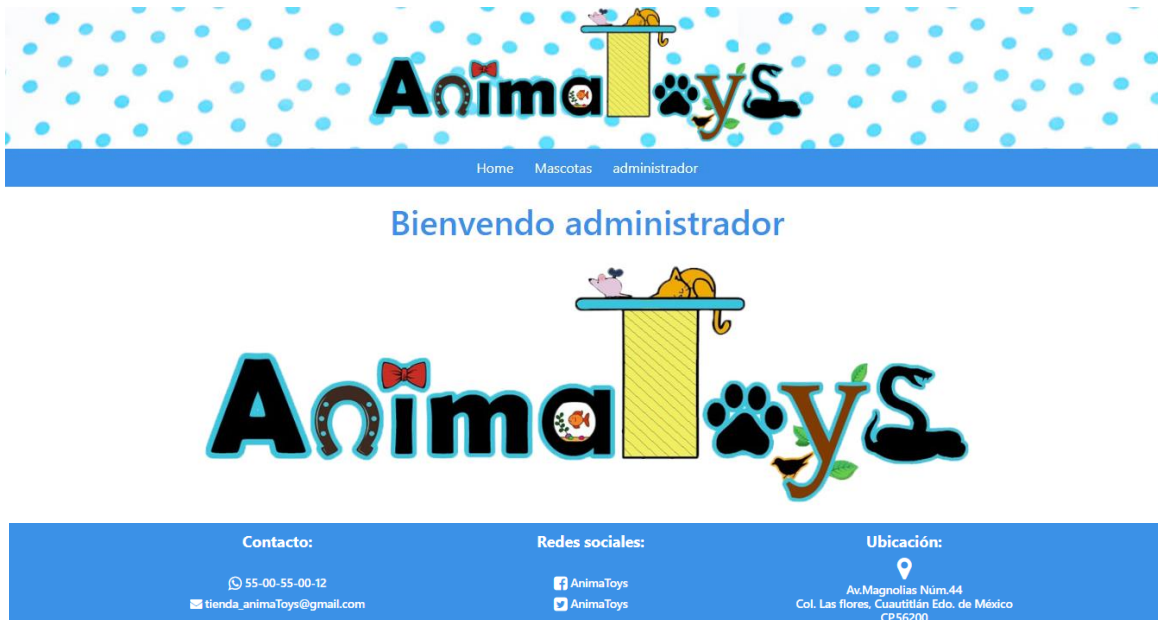 AnimaToys
Home Mascotas administrador
Bienvendo administrador
AnimaToys
Contacto:
55-00-55-00-12
tienda_animaToys@gmail.com
Redes sociales:
AnimaToys
AnimaToys
Ubicación:
Av.Magnolias Núm.44
Col. Las flores, Cuautitlán Edo. de México
CP56200